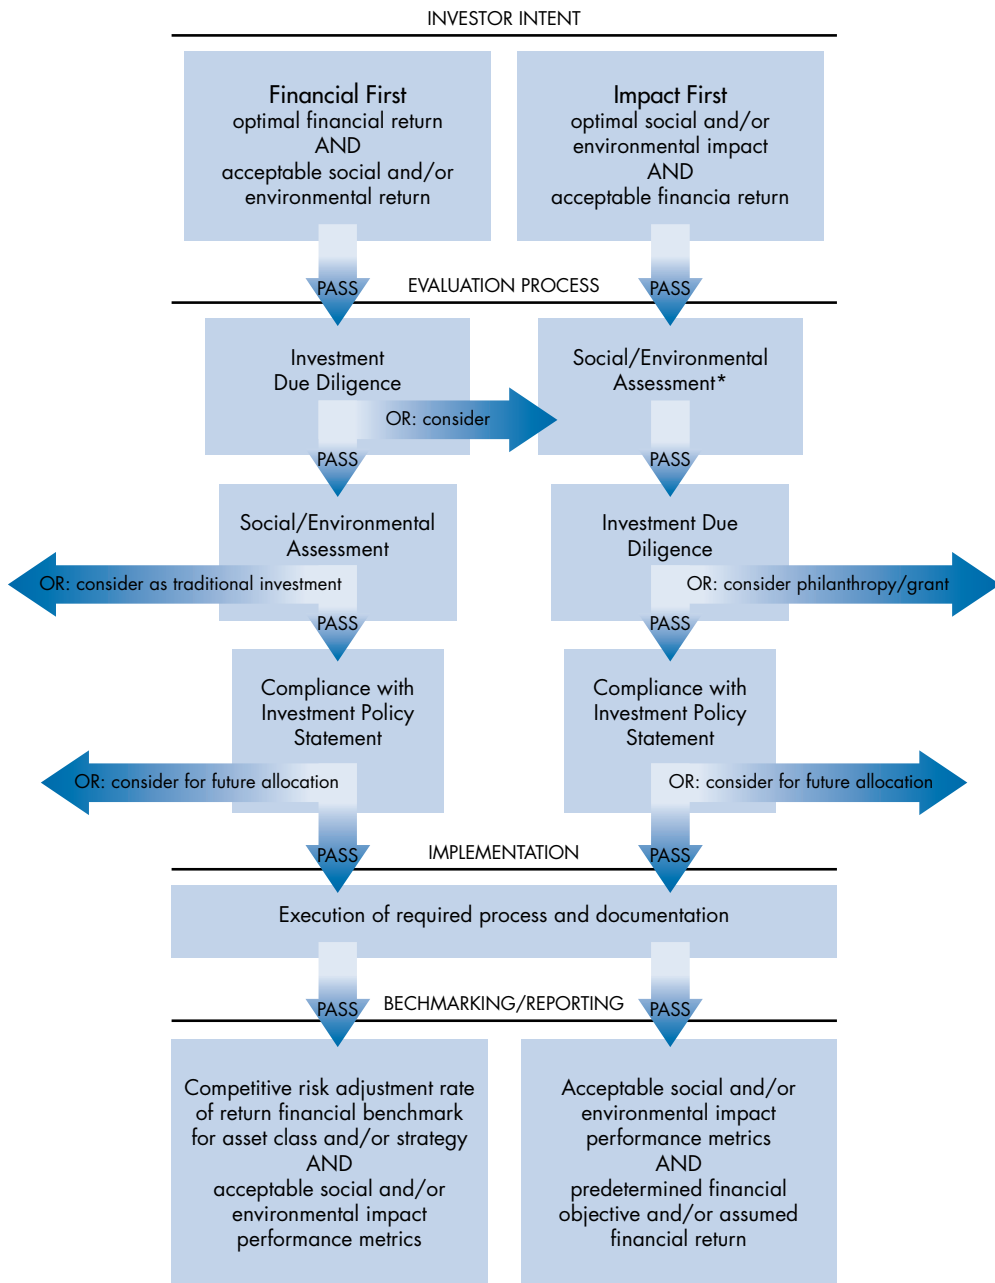 INVESTOR INTENT
Financial First
optimal financial return
AND
acceptable social and/or
environmental return
Impact First
optimal social and/or
environmental impact
AND
acceptable financia return
PASS
PASS
EVALUATION PROCESS
Investment
Due Diligence
Social/Environmental
Assessment*
OR: consider
PASS
PASS
Social/Environmental
Assessment
Investment Due
Diligence
OR: consider as traditional investment
OR: consider philanthropy/grant
PASS
PASS
Compliance with
Investment Policy
Statement
Compliance with
Investment Policy
Statement
OR: consider for future allocation
OR: consider for future allocation
PASS
PASS
IMPLEMENTATION
Execution of required process and documentation
PASS
PASS
BECHMARKING/REPORTING
Competitive risk adjustment rate
of return financial benchmark
for asset class and/or strategy
AND
acceptable social and/or
environmental impact
performance metrics
Acceptable social and/or
environmental impact
performance metrics
AND
predetermined financial
objective and/or assumed
financial return